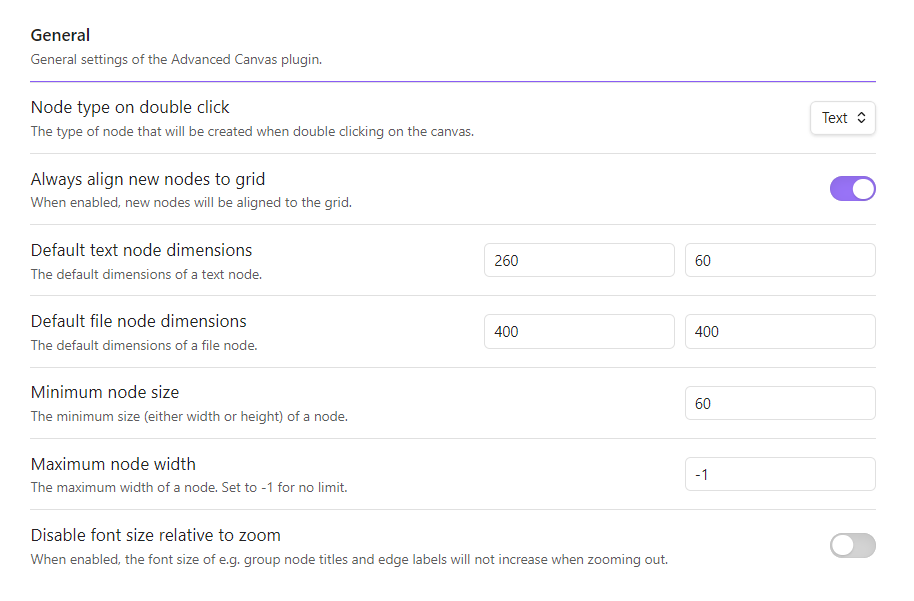 General
General settings of the Advanced Canvas plugin.
Node type on double click
The type of node that will be created when double clicking on the canvas.
Text
Always align new nodes to grid
When enabled, new nodes will be aligned to the grid.
Default text node dimensions
The default dimensions of a text node.
260
60
Default file node dimensions
The default dimensions of a file node.
400
400
Minimum node size
The minimum size (either width or height) of a node.
60
Maximum node width
The maximum width of a node. Set to -1 for no limit.
-1
Disable font size relative to zoom
When enabled, the font size of e.g. group node titles and edge labels will not increase when zooming out.